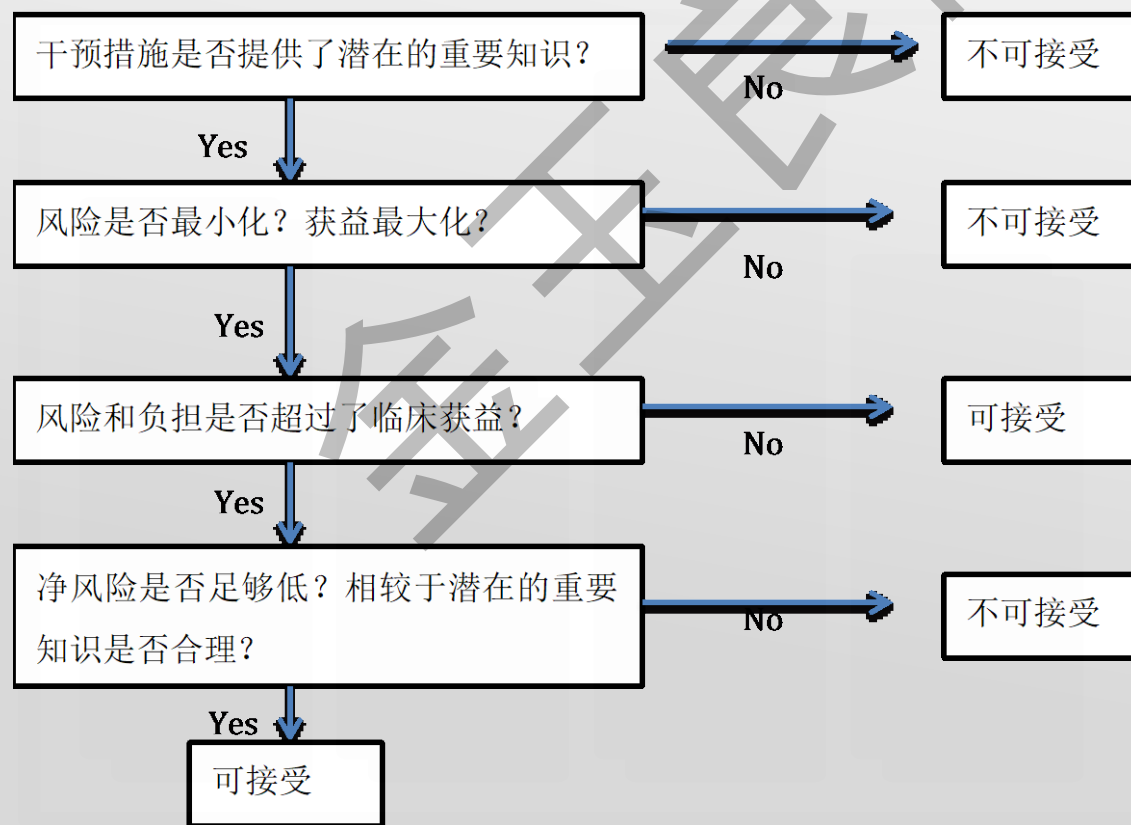 干预措施是否提供了潜在的重要知识？
No
不可接受
Yes
风险是否最小化？获益最大化？
No
不可接受
Yes
风险和负担是否超过了临床获益？
No
可接受
Yes
净风险是否足够低？相较于潜在的重要
知识是否合理？
No
不可接受
Yes
可接受
金玉